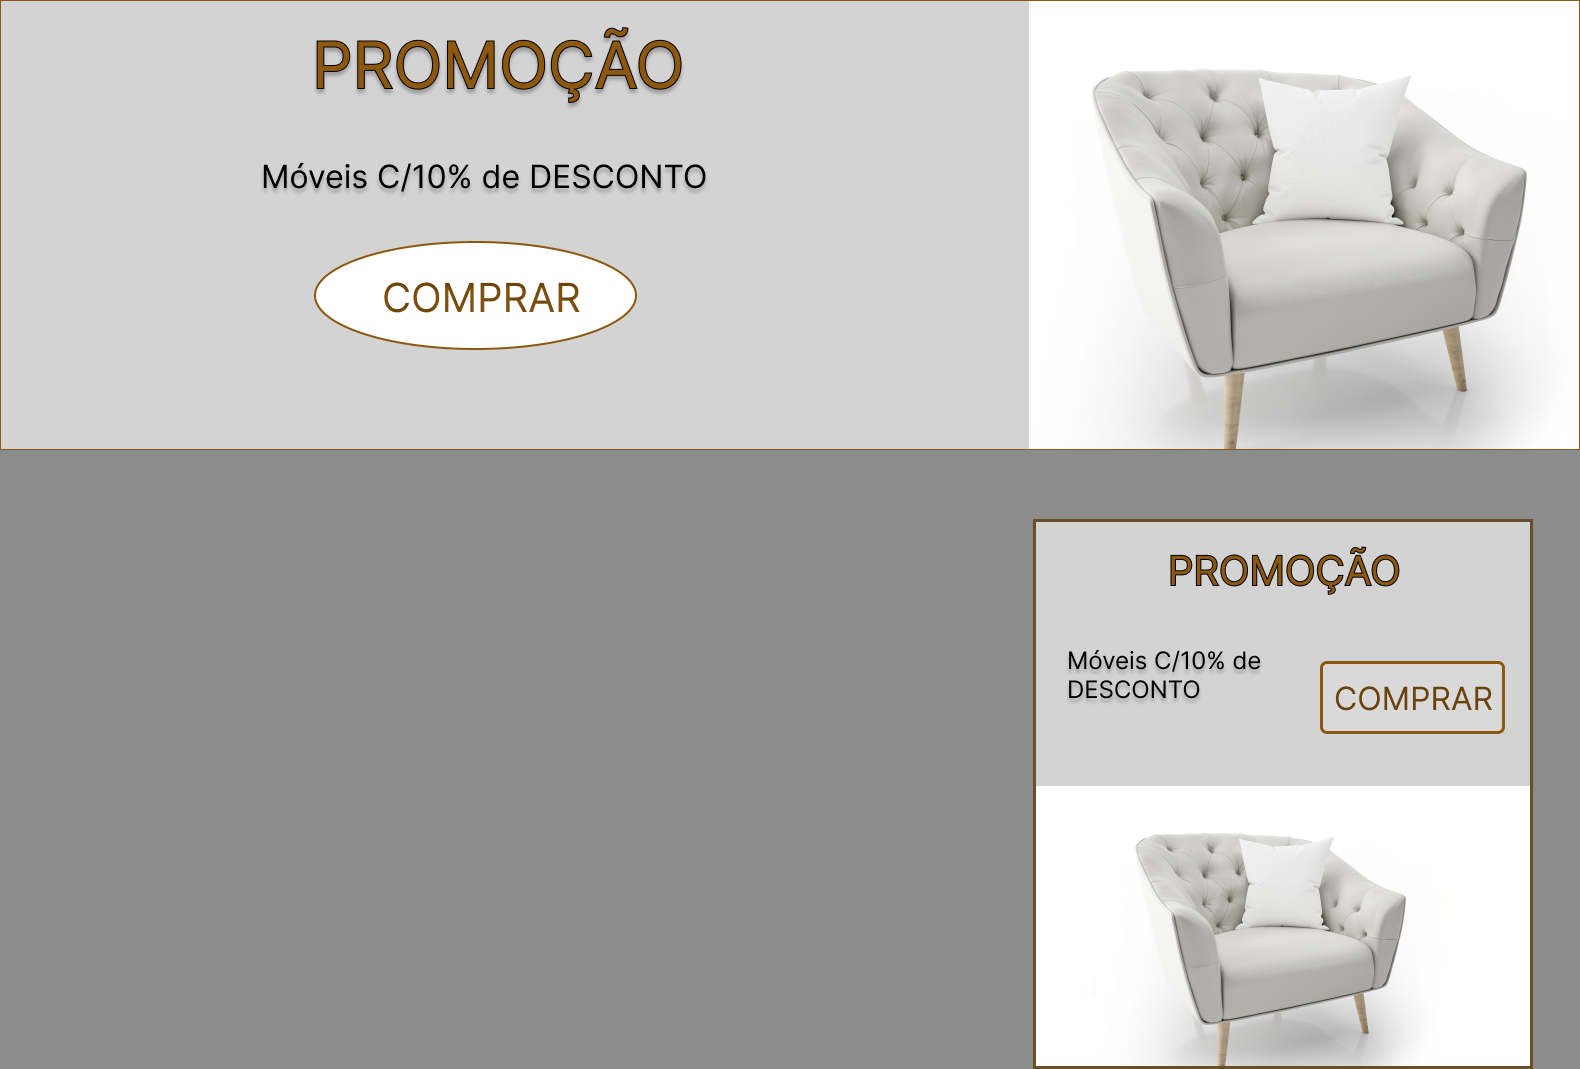 PROMOÇÃO
Móveis C/10% de DESCONTO
COMPRAR
PROMOÇÃO
Móveis C/10% de
DESCONTO
COMPRAR